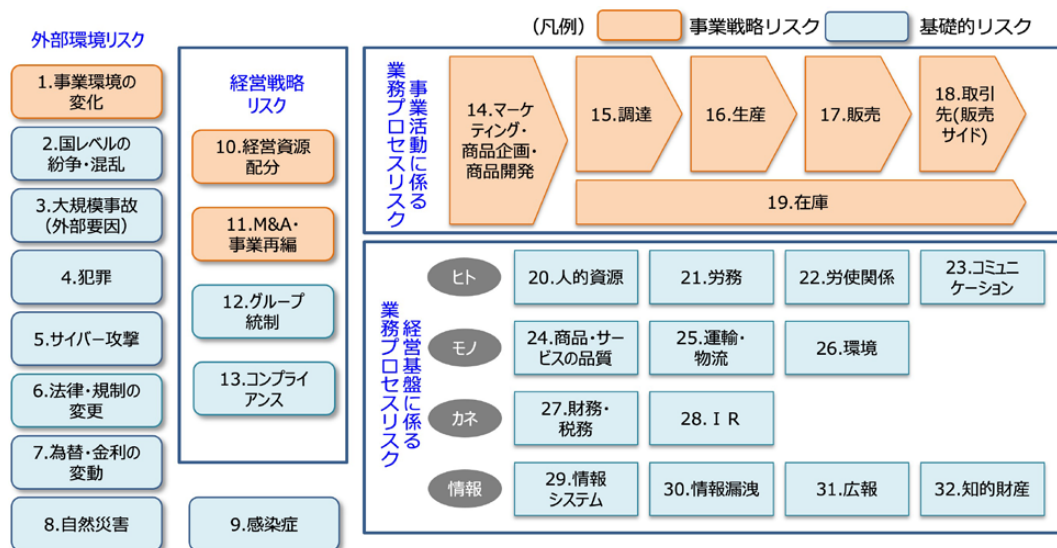 （凡例）
事業戦略リスク
基礎的リスク
外部環境リスク
1.事業環境の
変化
2.国レベルの
紛争・混乱
3.大規模事故
（外部要因）
4.犯罪
5.サイバー攻撃
6.法律・規制の
変更
7.為替・金利の
変動
8.自然災害
9.感染症
経営戦略
リスク
10.経営資源
配分
11.M&A・
事業再編
12.グループ
統制
13.コンプライ
アンス
事業活動に係る
業務プロセスリスク
14.マーケ
ティング・
商品企画・
商品開発
15.調達
16.生産
17.販売
18.取引
先(販売
サイド)
19.在庫
経営基盤に係る
業務プロセスリスク
ヒト
20.人的資源
21.労務
22.労使関係
23.コミュニ
ケーション
モノ
24.商品・サー
ビスの品質
25.運輸・
物流
26.環境
カネ
27.財務・
税務
28.ＩＲ
情報
29.情報
システム
30.情報漏洩
31.広報
32.知的財産